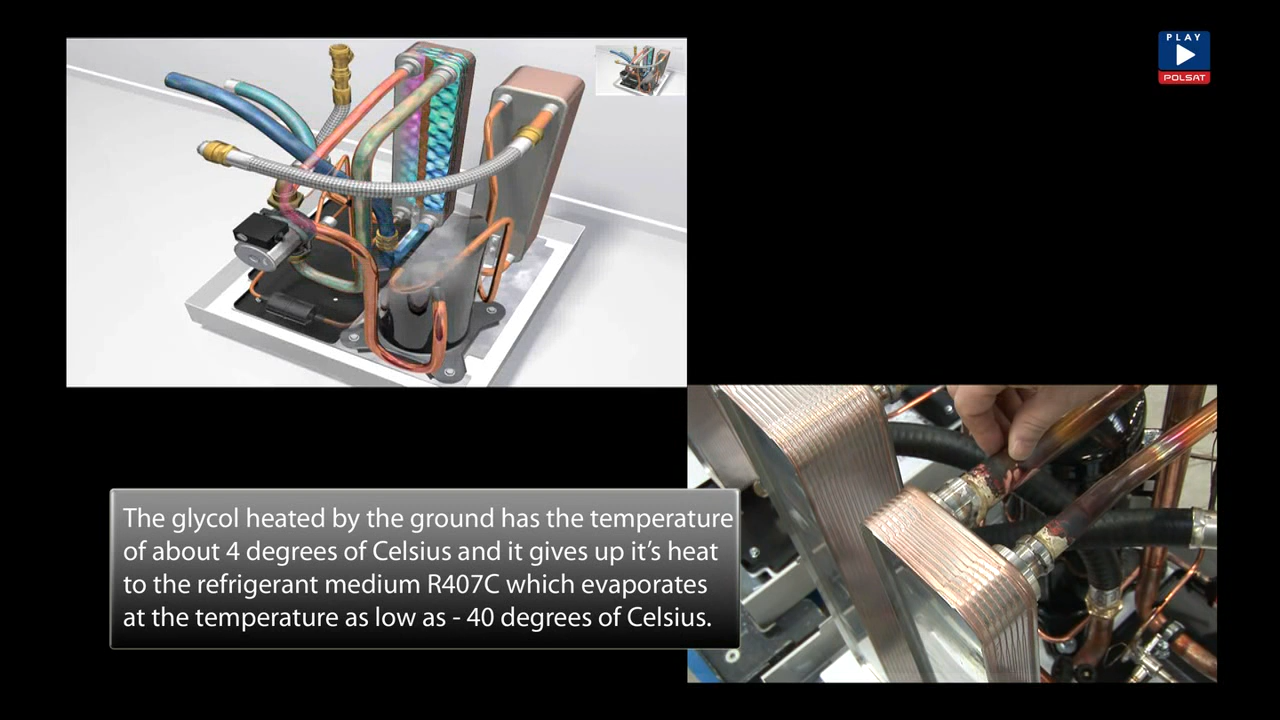 PLAY
POLSAT
The glycol heated by the ground has the temperature
of about 4 degrees of Celsius and it gives up it's heat
to the refrigerant medium R407C which evaporates
at the temperature as low as - 40 degrees of Celsius.